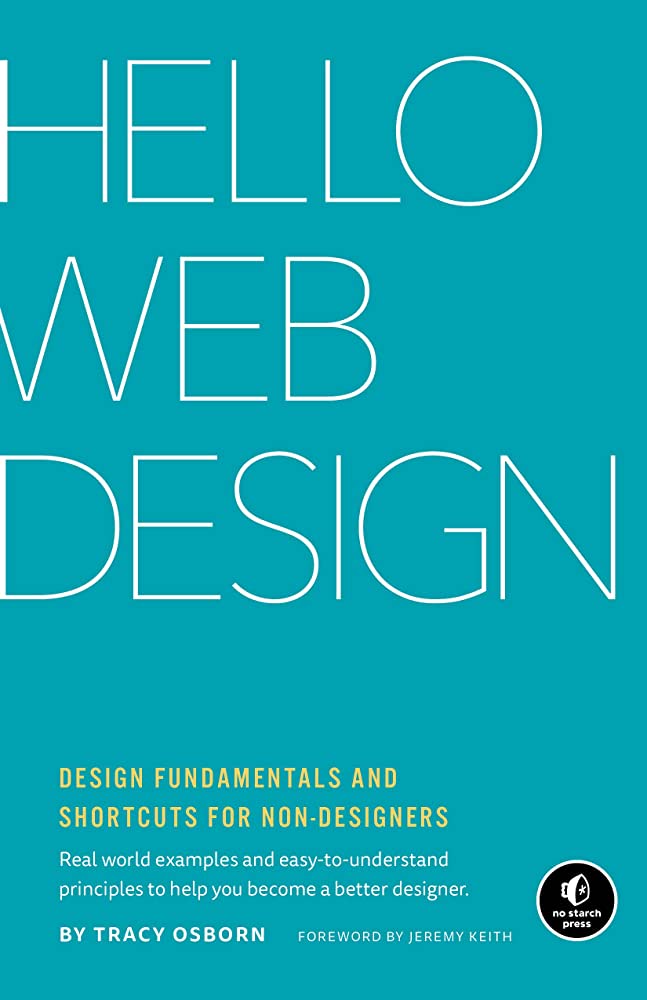 HELLO
WEB
DESIGN
DESIGN FUNDAMENTALS AND
SHORTCUTS FOR NON-DESIGNERS
Real world examples and easy-to-understand
principles to help you become a better designer.
BY TRACY OSBORN FOREWORD BY JEREMY KEITH
no starch
press